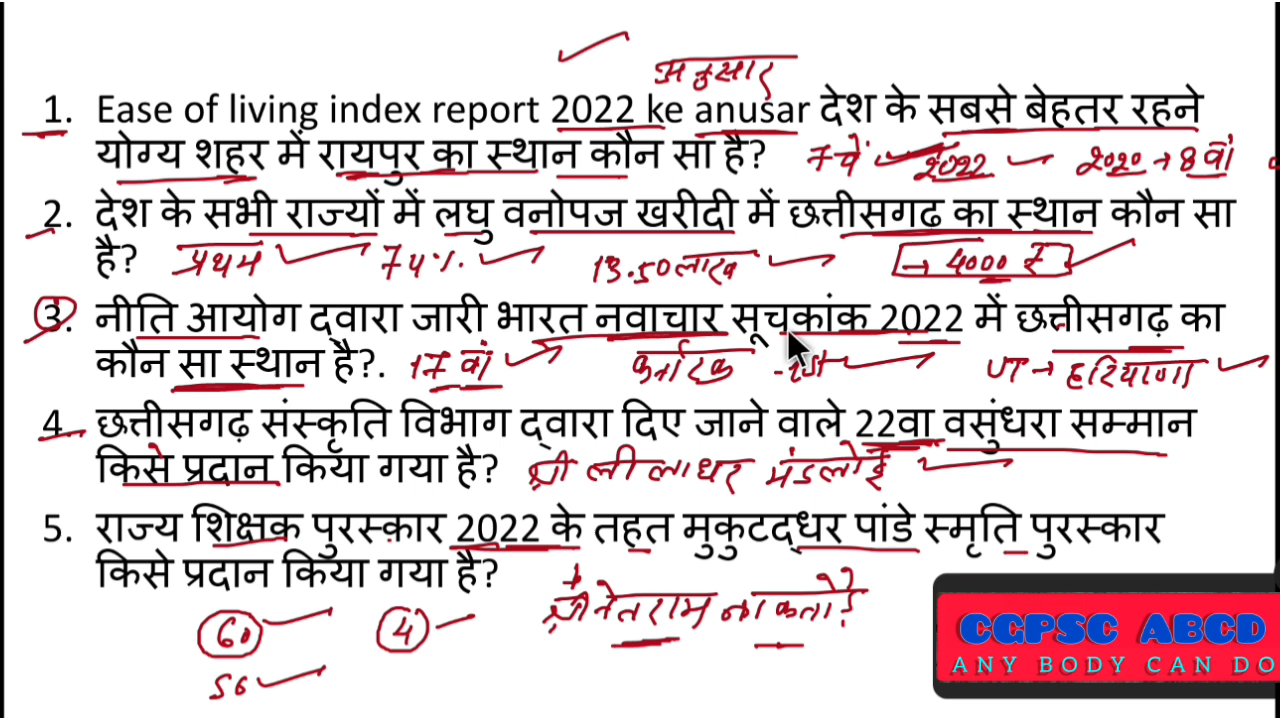 अनुसार
1. Ease of living index report 2022 ke anusar देश के सबसे बेहतर रहने
योग्य शहर में रायपुर का स्थान कौन सा है? 7वें 2022 2020 → 8वां
2. देश के सभी राज्यों में लघु वनोपज खरीदी में छत्तीसगढ का स्थान कौन सा
है? प्रथम 74% 13.50लाख → 4000 ₹
3. नीति आयोग द्वारा जारी भारत नवाचार सूचकांक 2022 में छत्तीसगढ़ का
कौन सा स्थान है?. 17 वां कर्नाटक UT → हरियाणा
4. छत्तीसगढ़ संस्कृति विभाग द्वारा दिए जाने वाले 22वा वसुंधरा सम्मान
किसे प्रदान किया गया है? श्री लीलाधर मंडलोई
5. राज्य शिक्षक पुरस्कार 2022 के तहत मुकुटद्धर पांडे स्मृति पुरस्कार
किसे प्रदान किया गया है?
श्री नेतराम
60 4
56
CGPSC ABCD
ANY BODY CAN DO